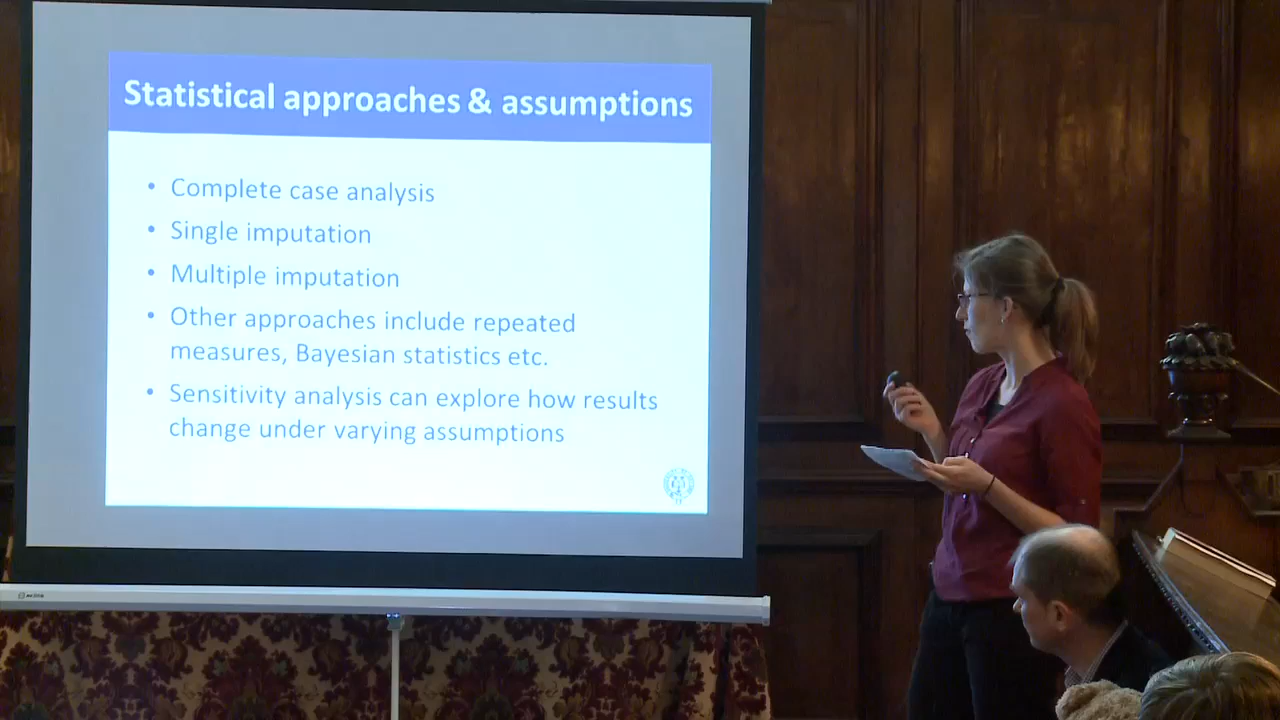 Statistical approaches & assumptions
• Complete case analysis
• Single imputation
• Multiple imputation
• Other approaches include repeated
measures, Bayesian statistics etc.
• Sensitivity analysis can explore how results
change under varying assumptions